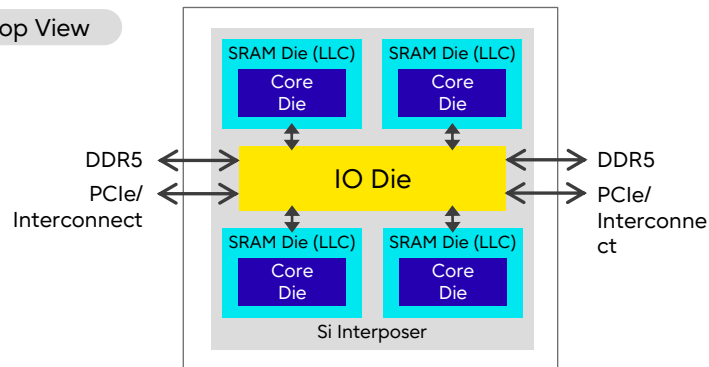 op View
SRAM Die (LLC)
Core
Die
SRAM Die (LLC)
Core
Die
DDR5
PCIe/
Interconnect
IO Die
DDR5
PCIe/
Interconne
ct
SRAM Die (LLC)
Core
Die
SRAM Die (LLC)
Core
Die
Si Interposer